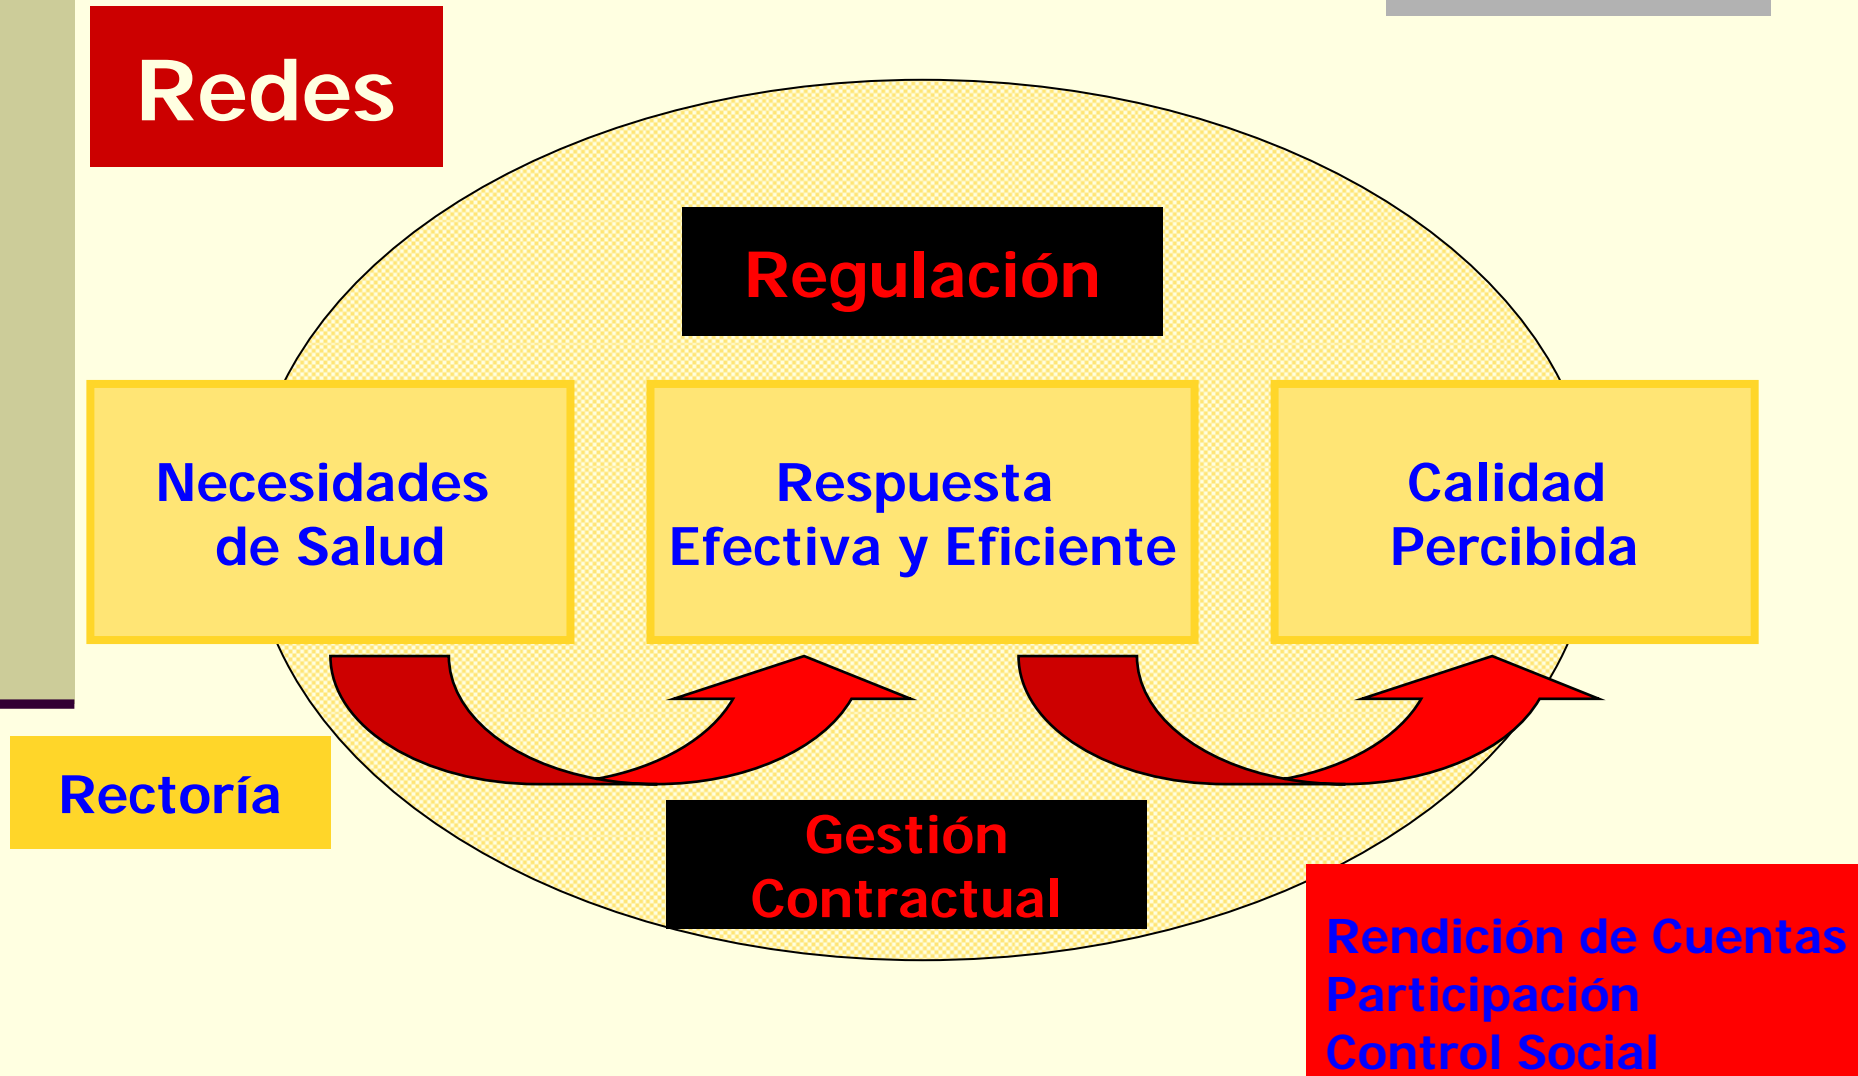 Redes
Regulación
Necesidades
de Salud
Respuesta
Efectiva y Eficiente
Calidad
Percibida
Rectoría
Gestión
Contractual
Rendición de Cuentas
Participación
Control Social